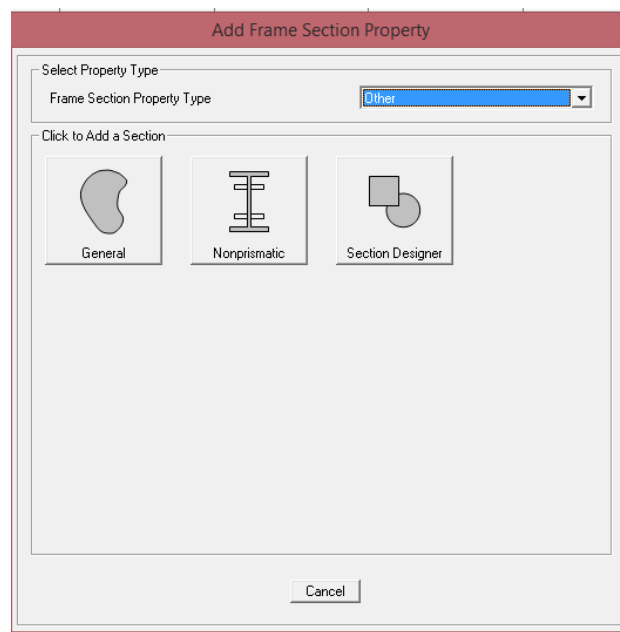 Add Frame Section Property
Select Property Type
Frame Section Property Type
Other
Click to Add a Section
General
Nonprismatic
Section Designer
Cancel